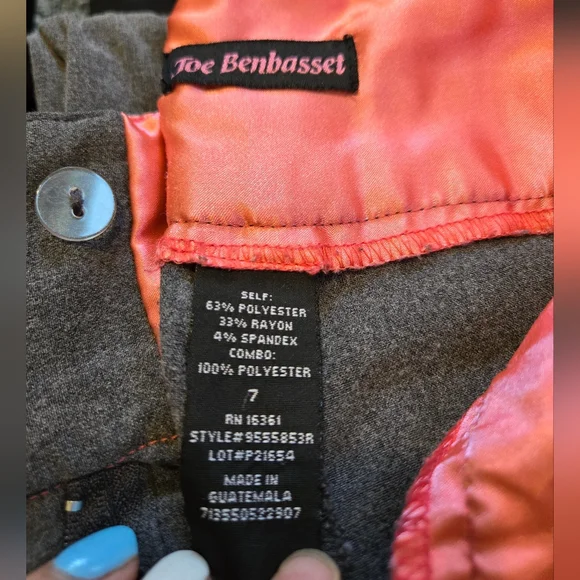 Joe Benbasset
SELF:
63% POLYESTER
33% RAYON
4% SPANDEX
COMBO:
100% POLYESTER
7
RN 16361
STYLE#9555853R
LOT#P21654
MADE IN
GUATEMALA
713550522907